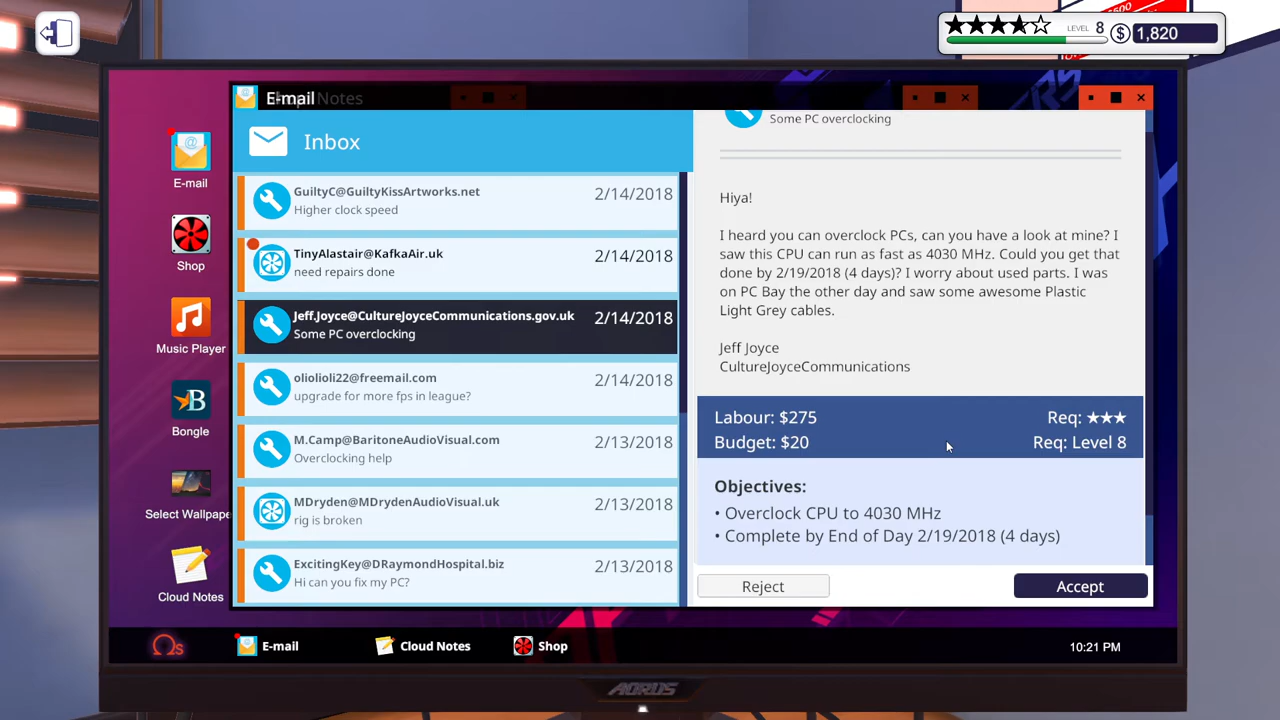 LEVEL 8
$ 1,820
E-mail
Notes
Inbox
GuiltyC@GuiltyKissArtworks.net
2/14/2018
Higher clock speed
TinyAlastair@KafkaAir.uk
2/14/2018
need repairs done
Jeff.Joyce@CultureJoyceCommunications.gov.uk
2/14/2018
Some PC overclocking
oliolioli22@freemail.com
2/14/2018
upgrade for more fps in league?
M.Camp@BaritoneAudioVisual.com
2/13/2018
Overclocking help
MDryden@MDrydenAudioVisual.uk
2/13/2018
rig is broken
ExcitingKey@DRaymondHospital.biz
2/13/2018
Hi can you fix my PC?
Some PC overclocking
Hiya!
I heard you can overclock PCs, can you have a look at mine? I
saw this CPU can run as fast as 4030 MHz. Could you get that
done by 2/19/2018 (4 days)? I worry about used parts. I was
on PC Bay the other day and saw some awesome Plastic
Light Grey cables.
Jeff Joyce
CultureJoyceCommunications
Labour: $275
Req: ★★★
Budget: $20
Req: Level 8
Objectives:
• Overclock CPU to 4030 MHz
• Complete by End of Day 2/19/2018 (4 days)
Reject
Accept
E-mail
Shop
Music Player
Bongle
Select Wallpape
Cloud Notes
Ωs
E-mail
Cloud Notes
Shop
10:21 PM
AORUS